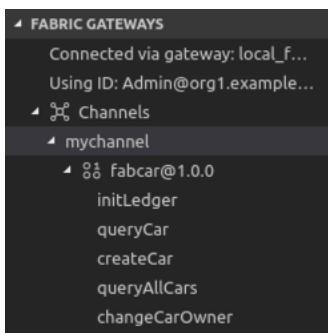 FABRIC GATEWAYS
Connected via gateway: local_f...
Using ID: Admin@org1.example...
Channels
mychannel
fabcar@1.0.0
initLedger
queryCar
createCar
queryAllCars
changeCarOwner